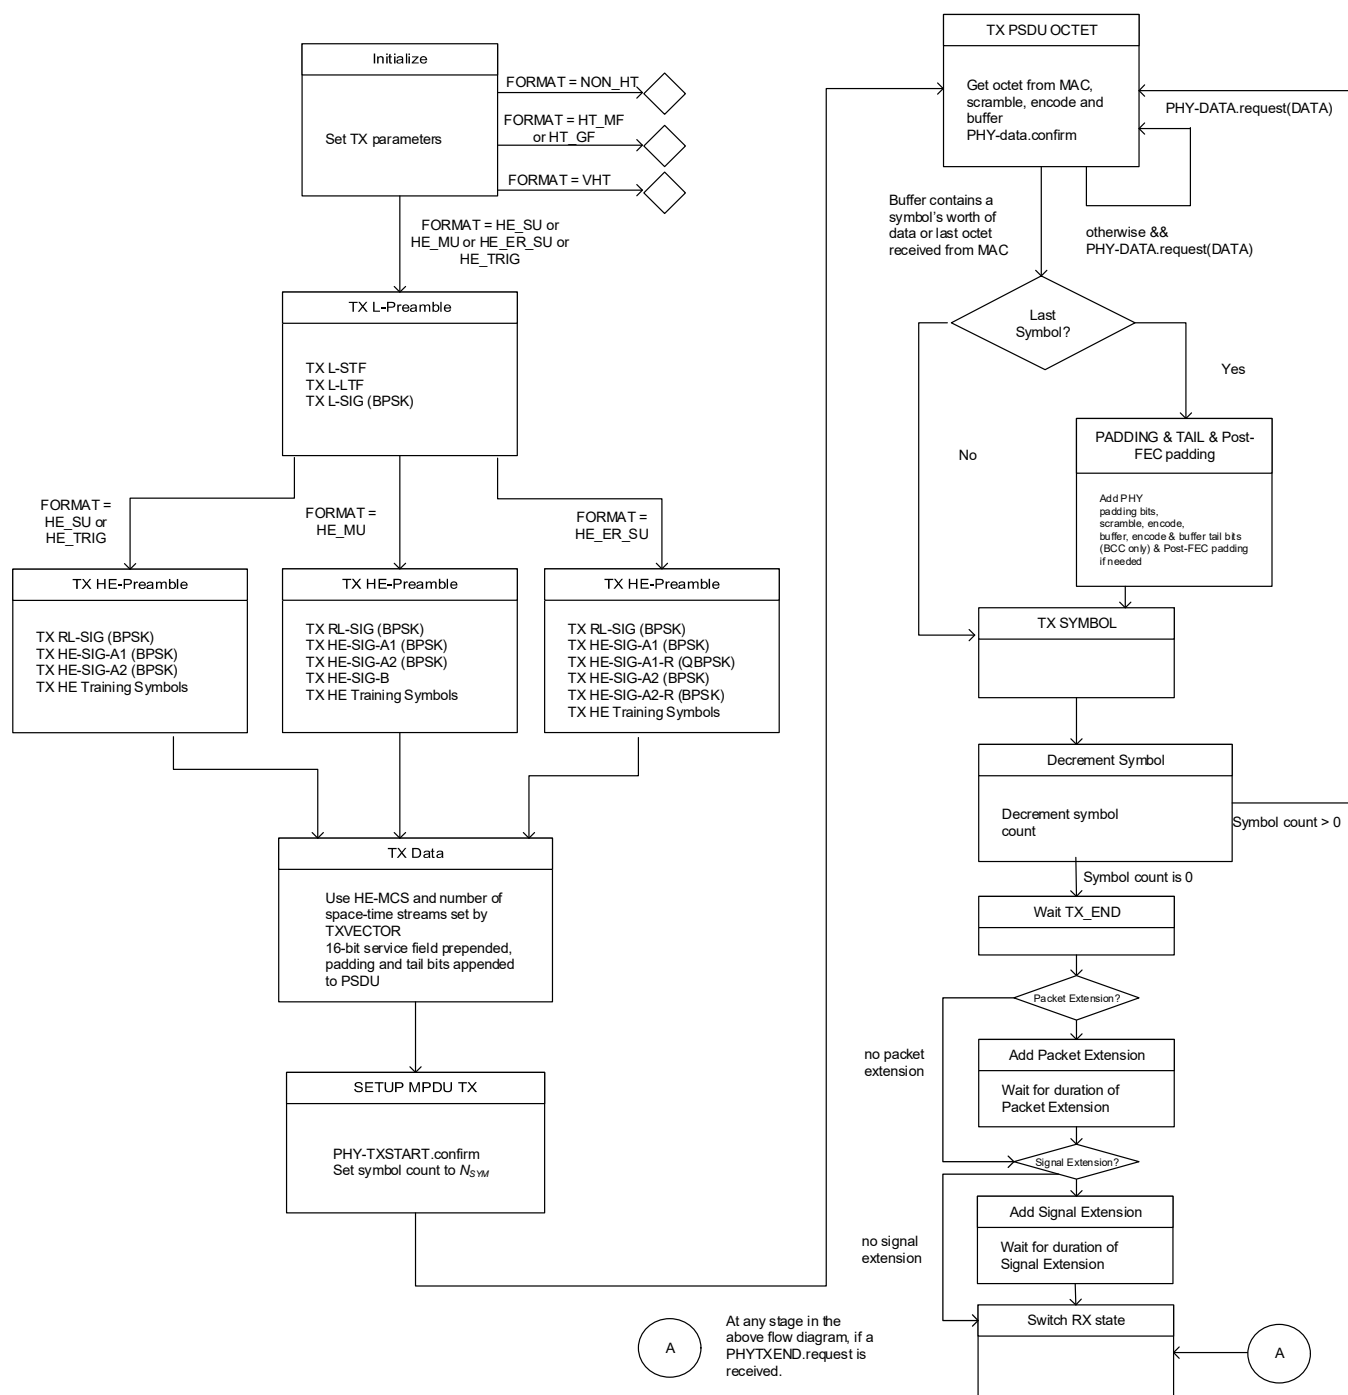 Initialize
Set TX parameters
FORMAT = NON_HT
FORMAT = HT_MF
or HT_GF
FORMAT = VHT
FORMAT = HE_SU or
HE_MU or HE_ER_SU or
HE_TRIG
TX L-Preamble
TX L-STF
TX L-LTF
TX L-SIG (BPSK)
FORMAT =
HE_SU or
HE_TRIG
FORMAT =
HE_MU
FORMAT =
HE_ER_SU
TX HE-Preamble
TX RL-SIG (BPSK)
TX HE-SIG-A1 (BPSK)
TX HE-SIG-A2 (BPSK)
TX HE Training Symbols
TX HE-Preamble
TX RL-SIG (BPSK)
TX HE-SIG-A1 (BPSK)
TX HE-SIG-A2 (BPSK)
TX HE-SIG-B
TX HE Training Symbols
TX HE-Preamble
TX RL-SIG (BPSK)
TX HE-SIG-A1 (BPSK)
TX HE-SIG-A1-R (QBPSK)
TX HE-SIG-A2 (BPSK)
TX HE-SIG-A2-R (BPSK)
TX HE Training Symbols
TX Data
Use HE-MCS and number of
space-time streams set by
TXVECTOR
16-bit service field prepended,
padding and tail bits appended
to PSDU
SETUP MPDU TX
PHY-TXSTART.confirm
Set symbol count to N_SYM
TX PSDU OCTET
Get octet from MAC,
scramble, encode and
buffer
PHY-data.confirm
PHY-DATA.request(DATA)
Buffer contains a
symbol's worth of
data or last octet
received from MAC
otherwise &&
PHY-DATA.request(DATA)
Last
Symbol?
Yes
No
PADDING & TAIL & Post-
FEC padding
Add PHY
padding bits,
scramble, encode,
buffer, encode & buffer tail bits
(BCC only) & Post-FEC padding
if needed
TX SYMBOL
Decrement Symbol
Decrement symbol
count
Symbol count > 0
Symbol count is 0
Wait TX_END
Packet Extension?
no packet
extension
Add Packet Extension
Wait for duration of
Packet Extension
Signal Extension?
no signal
extension
Add Signal Extension
Wait for duration of
Signal Extension
Switch RX state
A
A
At any stage in the
above flow diagram, if a
PHYTXEND.request is
received.